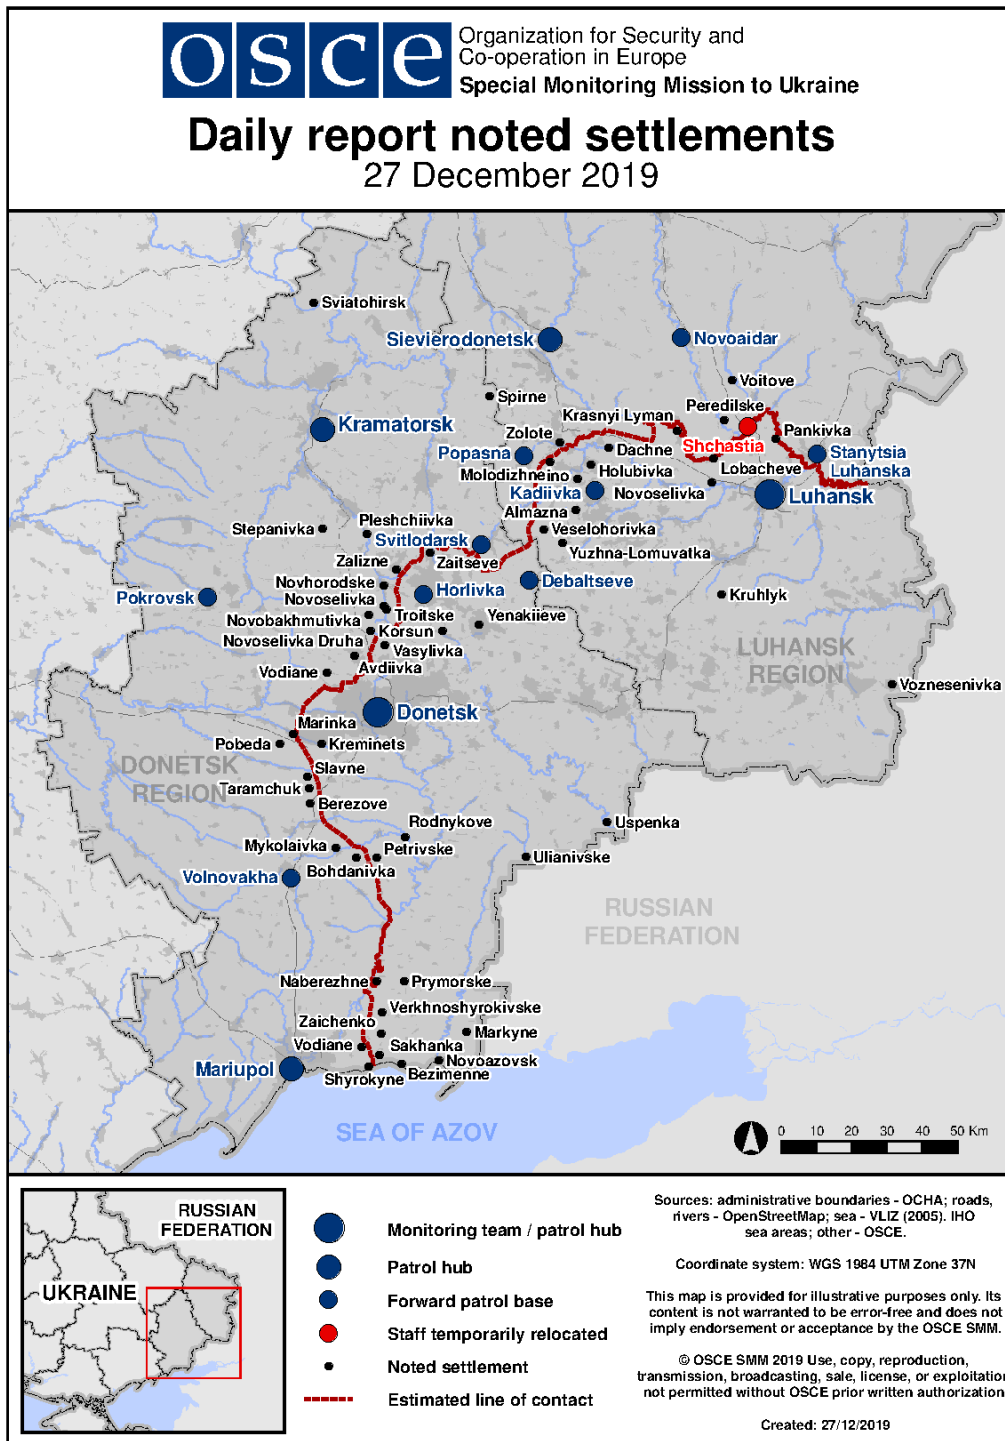 osce
Organization for Security and
Co-operation in Europe
Special Monitoring Mission to Ukraine
Daily report noted settlements
27 December 2019
Sviatohirsk
Sievierodonetsk
Novoaidar
Voitove
Spirne
Peredilske
Krasnyi Lyman
Kramatorsk
Zolote
Pankivka
Shchastia
Dachne
Popasna
Stanytsia
Luhanska
Lobacheve
Holubivka
Molodizhne
ino
Kadiivka
Novoselivka
Luhansk
Almazna
Pleshchiivka
Stepanivka
Veselohorivka
Svitlodarsk
Yuzhna-Lomuvatka
Zaitseve
Zalizne
Debaltseve
Novhorodske
Horlivka
Pokrovsk
Kruhlyk
Novoselivka
Troitske
Yenakiieve
Novobakhmutivka
Korsun
Novoselivka Druha
Vasylivka
LUHANSK
REGION
Avdiivka
Vodiane
Voznesenivka
Donetsk
Marinka
Pobeda
Kreminets
DONETSK
REGION
Slavne
Taramchuk
Berezove
Rodnykove
Uspenka
Mykolaivka
Petrivske
Ulianivske
Bohdanivka
Volnovakha
RUSSIAN
FEDERATION
Naberezhne
Prymorske
Verkhnoshyrokivske
Zaichenko
Markyne
Vodiane
Sakhanka
Novoazovsk
Mariupol
Bezimenne
Shyrokyne
SEA OF AZOV
0 10 20 30 40 50 Km
RUSSIAN
FEDERATION
UKRAINE
Monitoring team / patrol hub
Patrol hub
Forward patrol base
Staff temporarily relocated
Noted settlement
Estimated line of contact
Sources: administrative boundaries - OCHA; roads,
rivers - OpenStreetMap; sea - VLIZ (2005). IHO
sea areas; other - OSCE.
Coordinate system: WGS 1984 UTM Zone 37N
This map is provided for illustrative purposes only. Its
content is not warranted to be error-free and does not
imply endorsement or acceptance by the OSCE SMM.
© OSCE SMM 2019 Use, copy, reproduction,
transmission, broadcasting, sale, license, or exploitation
not permitted without OSCE prior written authorization
Created: 27/12/2019